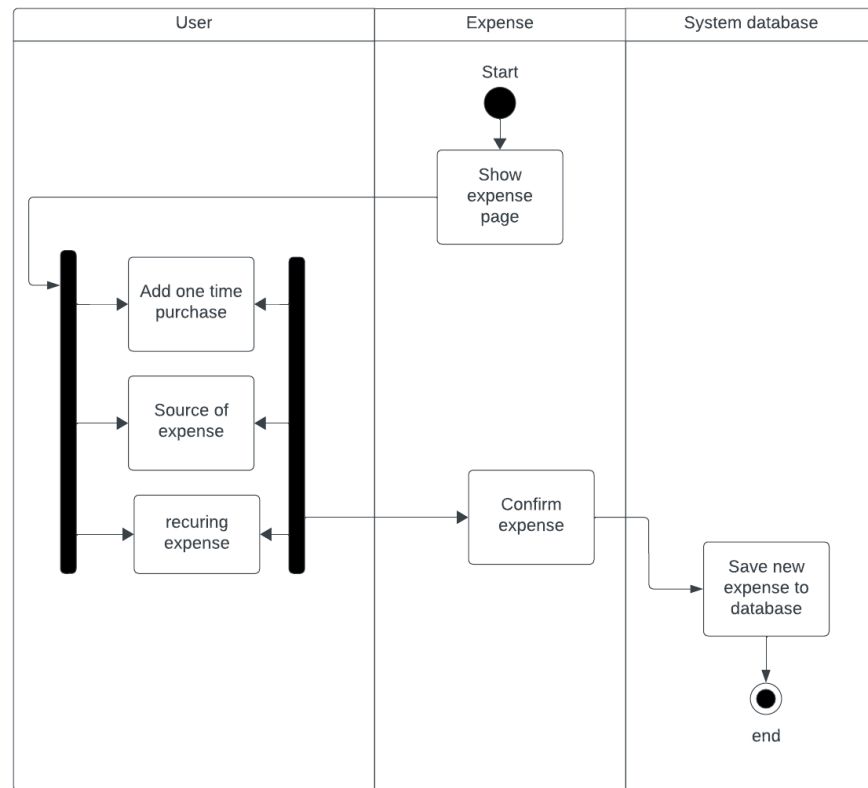 User
Expense
System database
Start
Show
expense
page
Add one time
purchase
Source of
expense
recuring
expense
Confirm
expense
Save new
expense to
database
end